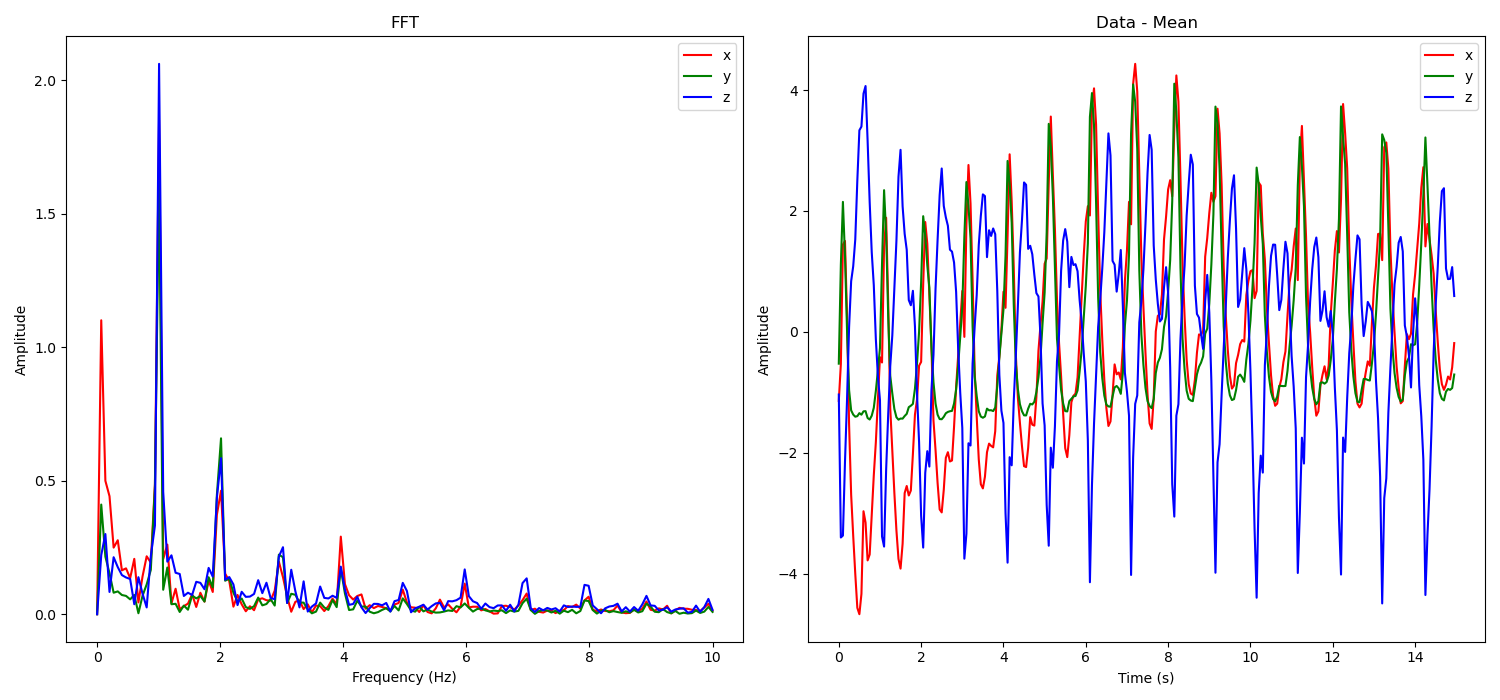 FFT
x
y
z
2.0
1.5
1.0
0.5
0.0
Amplitude
0 2 4 6 8 10
Frequency (Hz)
Data - Mean
x
y
z
4
2
0
−2
−4
Amplitude
0 2 4 6 8 10 12 14
Time (s)